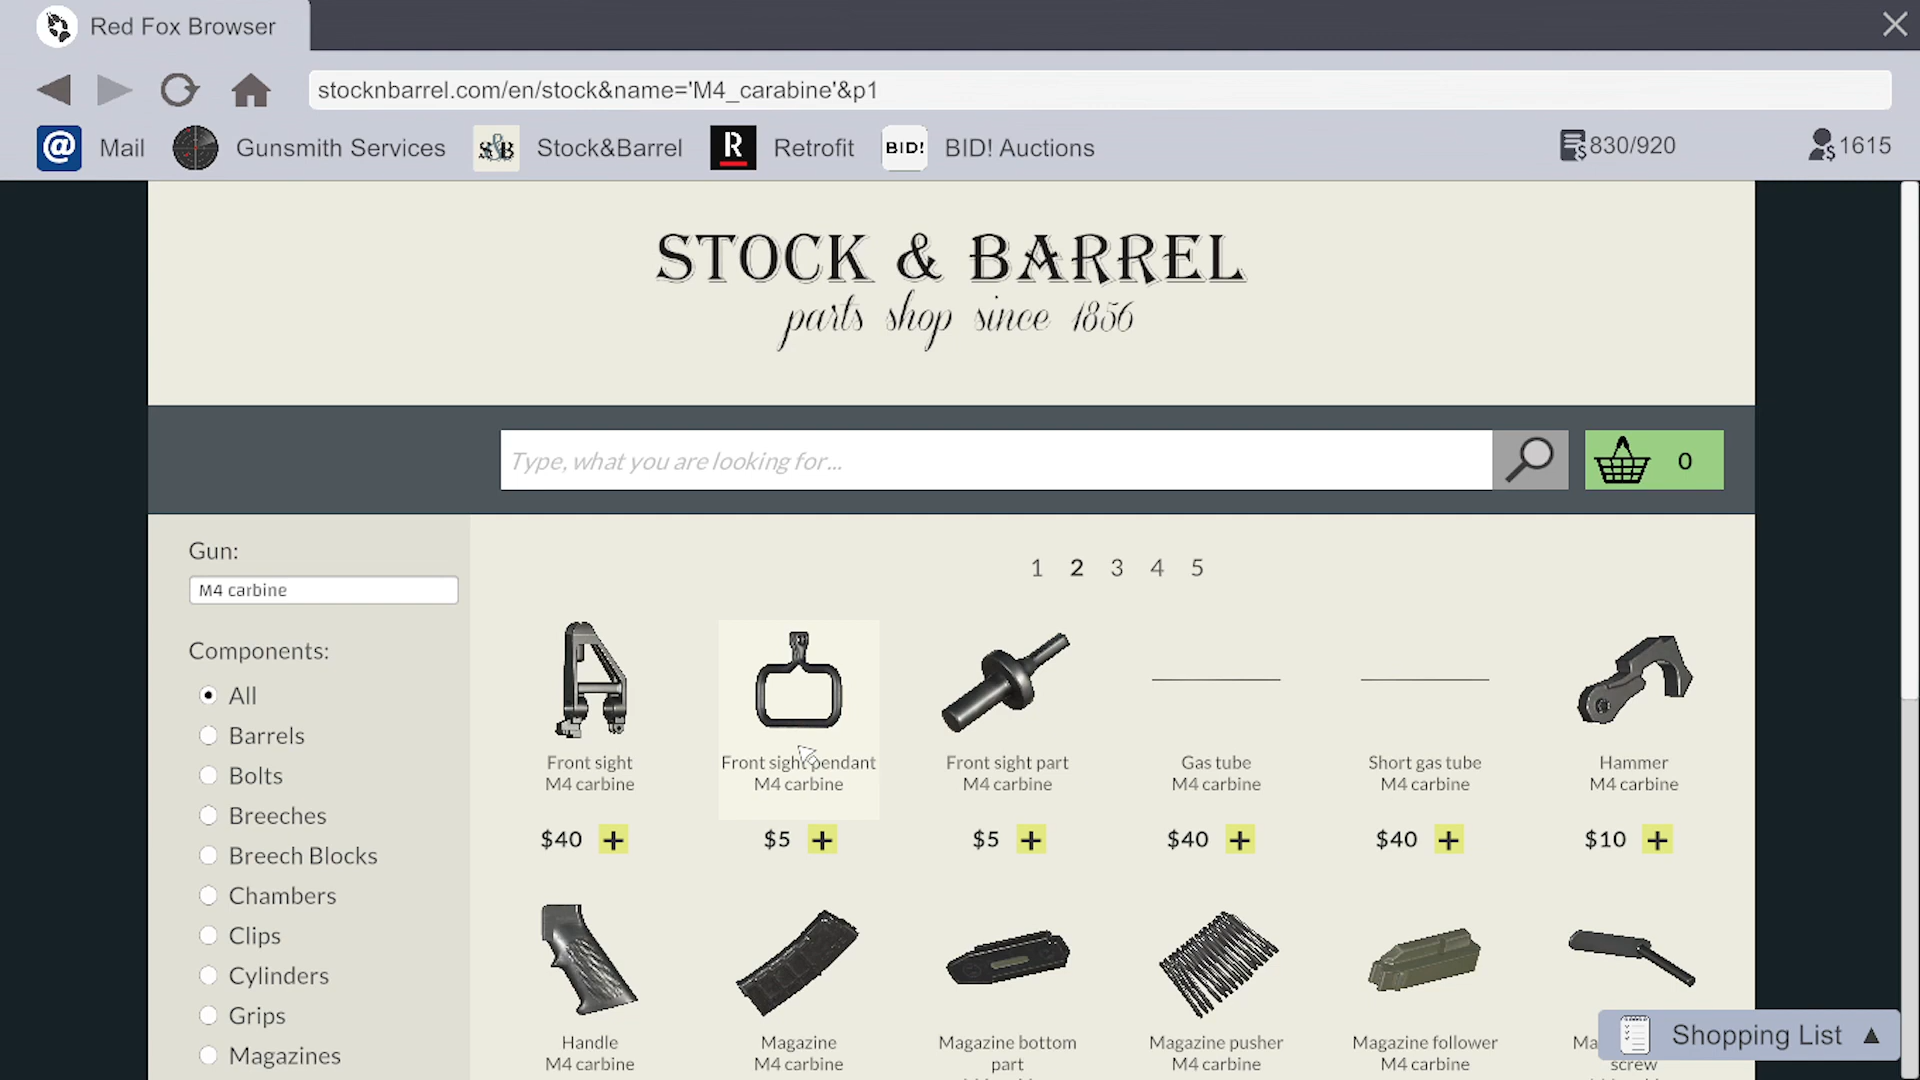 Red Fox Browser
stocknbarrel.com/en/stock&name='M4_carabine'&p1
@ Mail Gunsmith Services S&B Stock&Barrel R Retrofit BID! BID! Auctions 830/920 1615
STOCK & BARREL
parts shop since 1856
Type, what you are looking for...
0
Gun:
M4 carbine
Components:
All
Barrels
Bolts
Breeches
Breech Blocks
Chambers
Clips
Cylinders
Grips
Magazines
1 2 3 4 5
Front sight
M4 carbine
$40 +
Front sight pendant
M4 carbine
$5 +
Front sight part
M4 carbine
$5 +
Gas tube
M4 carbine
$40 +
Short gas tube
M4 carbine
$40 +
Hammer
M4 carbine
$10 +
Handle
M4 carbine
Magazine
M4 carbine
Magazine bottom
part
Magazine pusher
M4 carbine
Magazine follower
M4 carbine
screw
Shopping List